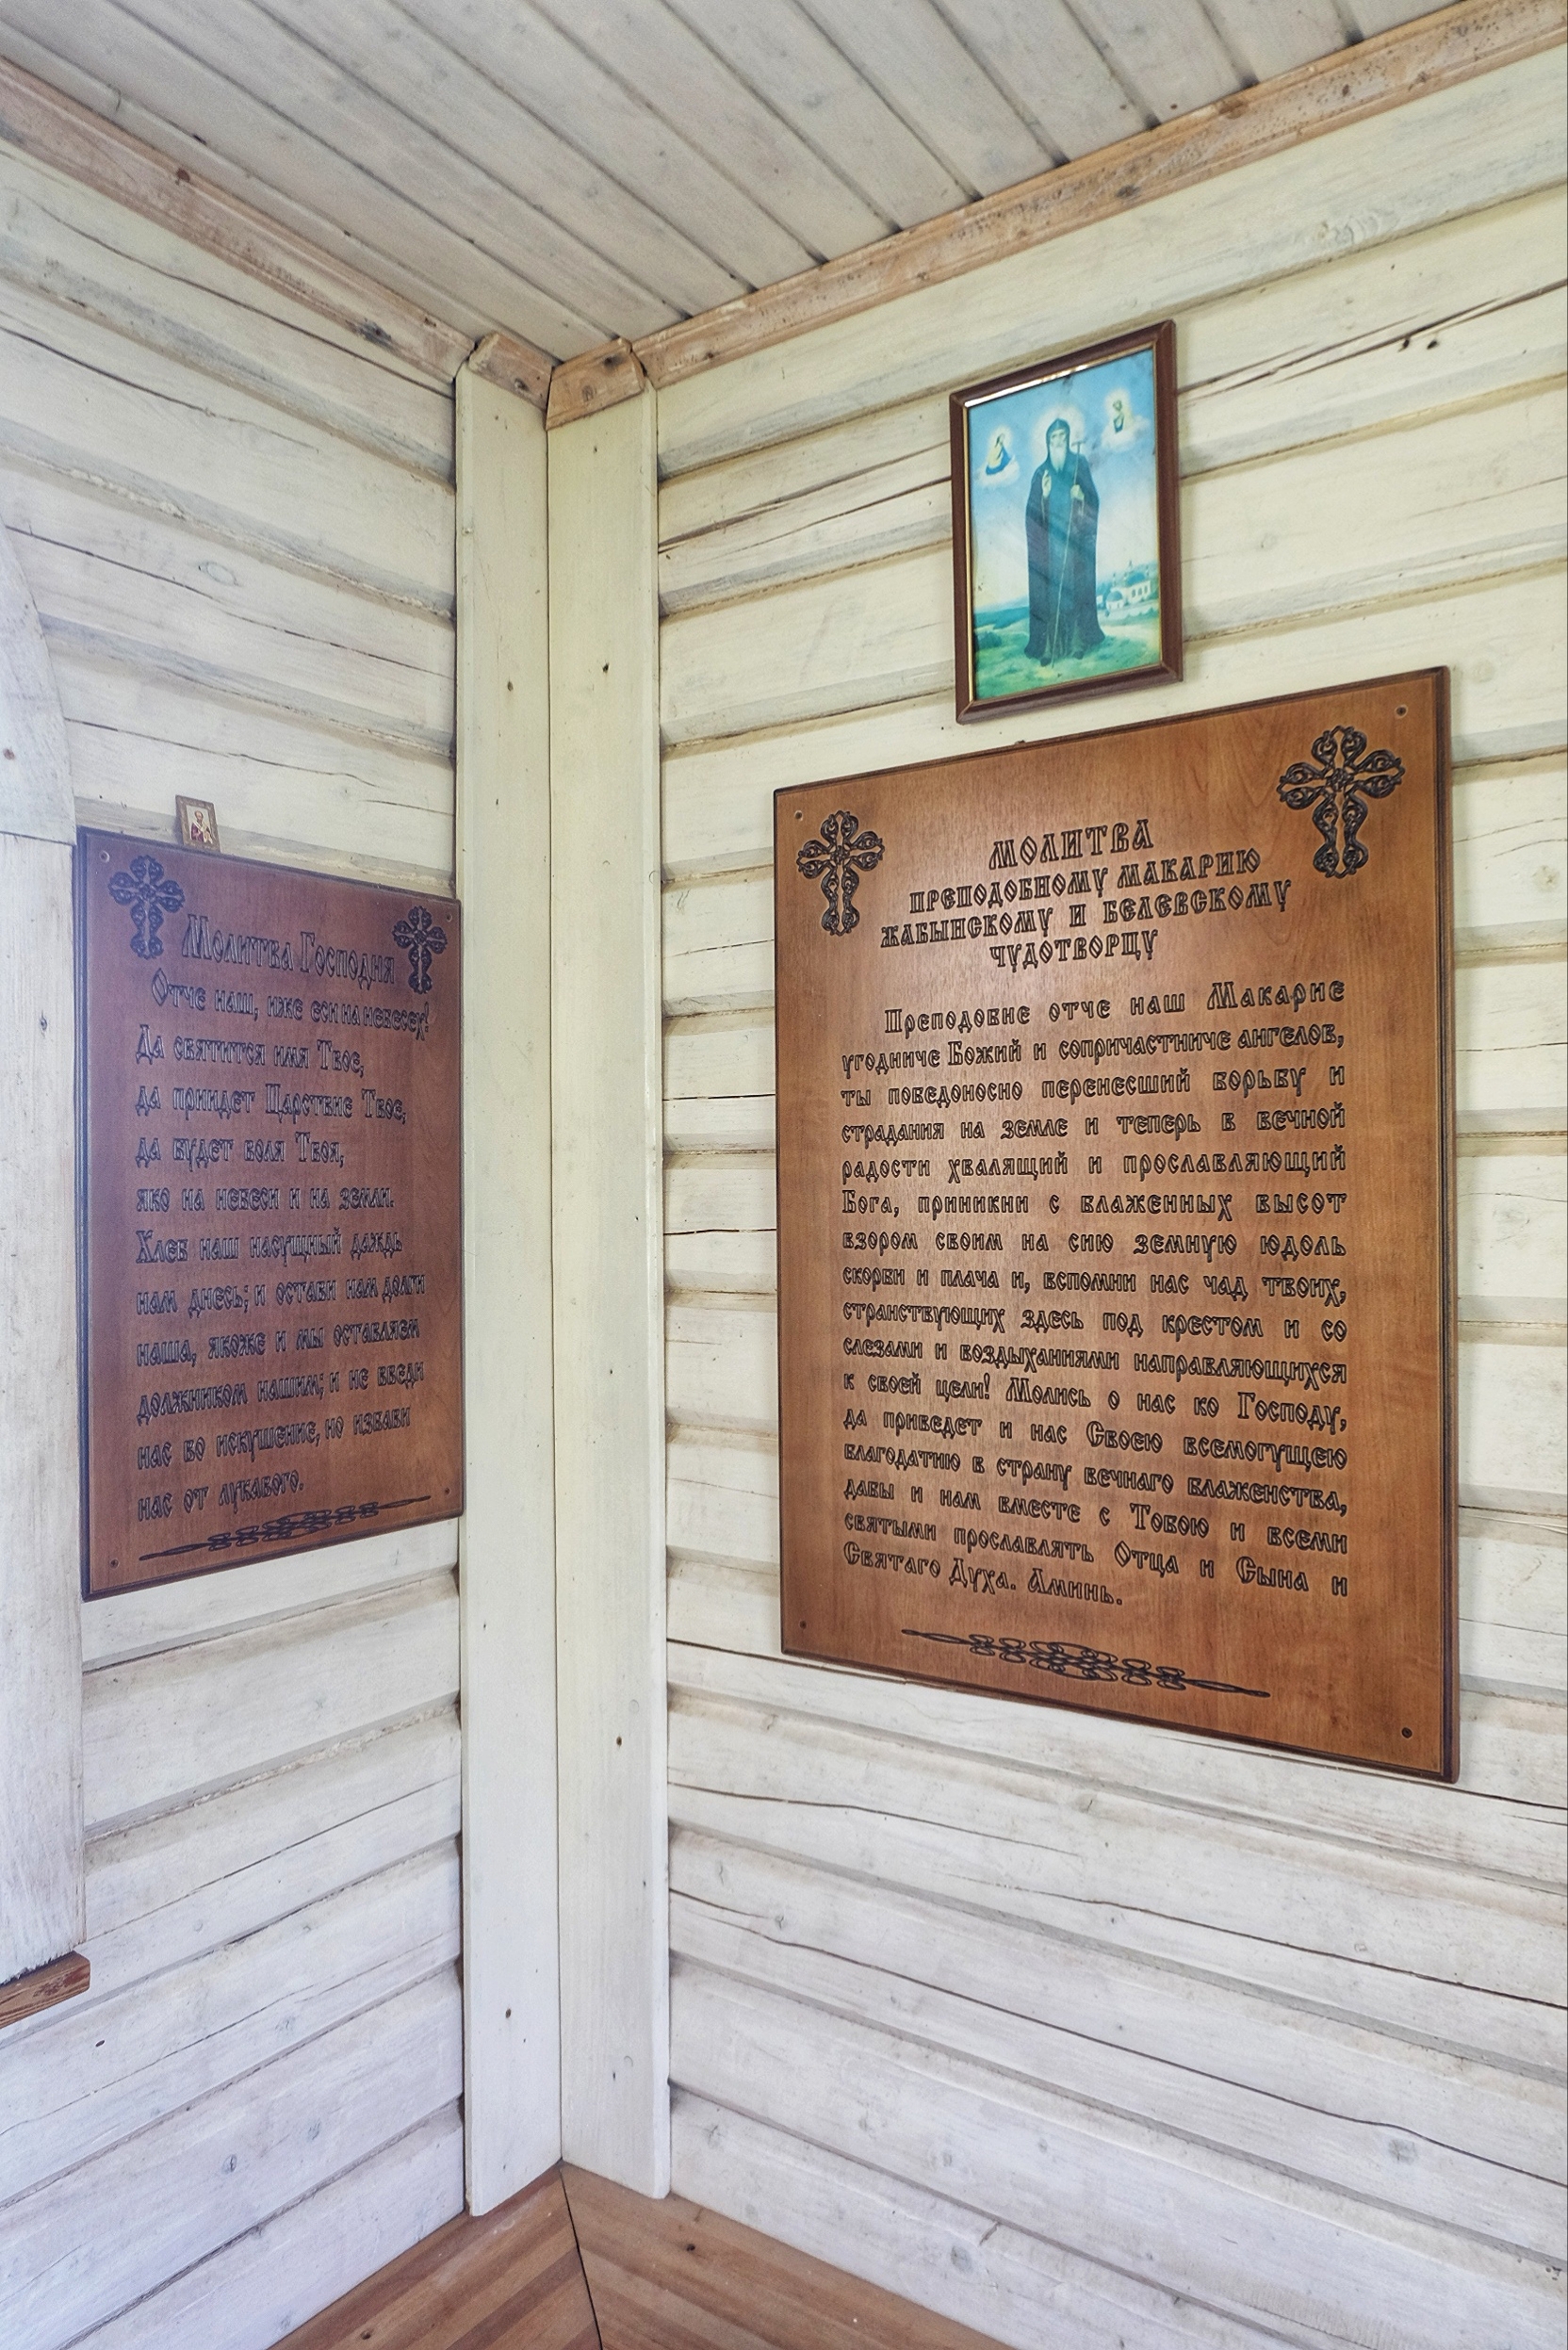 Молитва Господня
Отче наш, иже еси на небесех!
Да святится имя Твое,
да приидет Царствие Твое,
да будет воля Твоя,
яко на небеси и на земли.
Хлеб наш насущный даждь
нам днесь; и остави нам долги
наша, якоже и мы оставляем
должником нашим; и не введи
нас во искушение, но избави
нас от лукавого.
МОЛИТВА
ПРЕПОДОБНОМУ МАКАРИЮ
ЖАБЫНСКОМУ И БЕЛЕВСКОМУ
ЧУДОТВОРЦУ
Преподобне отче наш Макарие
угодниче Божий и сопричастниче ангелов,
ты победоносно перенесший борьбу и
страдания на земле и теперь в вечной
радости хвалящий и прославляющий
Бога, приникни с блаженных высот
взором своим на сию земную юдоль
скорби и плача и, вспомни нас чад твоих,
странствующих здесь под крестом и со
слезами и воздыханиями направляющихся
к своей цели! Молись о нас ко Господу,
да приведет и нас Своею всемогущею
благодатию в страну вечнаго блаженства,
дабы и нам вместе с Тобою и всеми
святыми прославлять Отца и Сына и
Святаго Духа. Аминь.